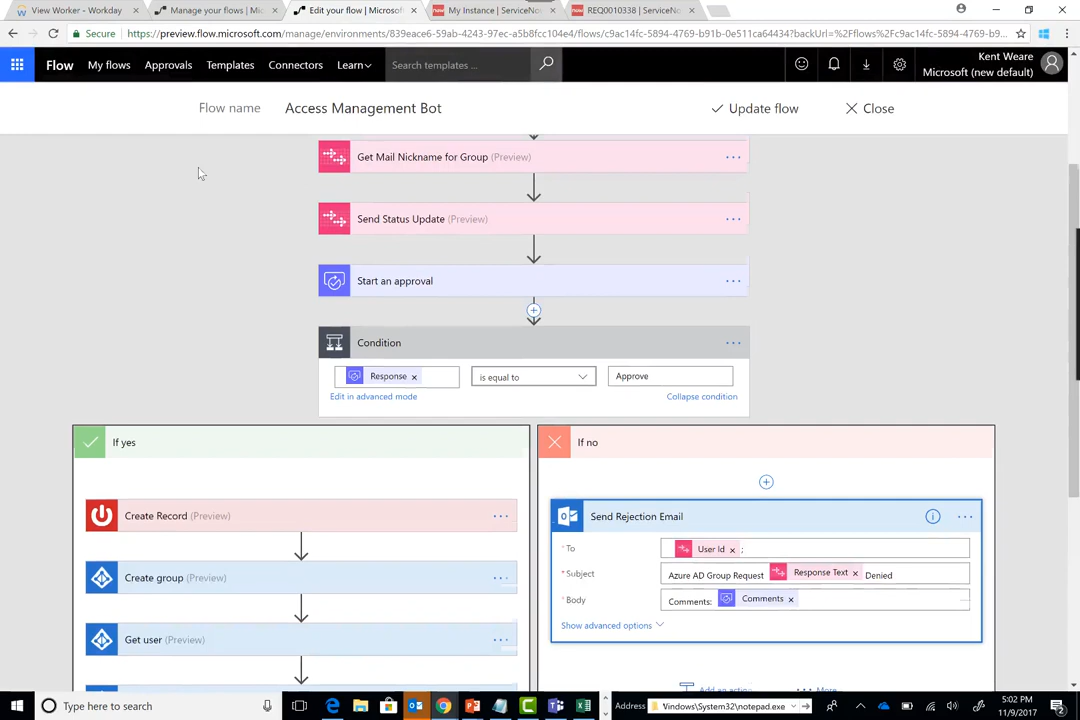 View Worker - Workday
Manage your flows | Mic
Edit your flow | Microsof
My Instance | ServiceNo
REQ0010338 | ServiceN
Secure
https://preview.flow.microsoft.com/manage/environments/839eace6-59ab-4243-97ec-a5b8fcc104e4/flows/c9ac14fc-5894-4769-b91b-0e511ca64434?backUrl=%2Fflows%2Fc9ac14fc-5894-4769-b9...
Flow
My flows
Approvals
Templates
Connectors
Learn
Search templates ...
Kent Weare
Microsoft (new default)
Flow name
Access Management Bot
Update flow
Close
Get Mail Nickname for Group (Preview)
Send Status Update (Preview)
Start an approval
Condition
Response x
is equal to
Approve
Edit in advanced mode
Collapse condition
If yes
If no
Create Record (Preview)
Create group (Preview)
Get user (Preview)
Send Rejection Email
* To User Id x ;
* Subject Azure AD Group Request Response Text x Denied
* Body Comments: Comments x
Show advanced options
Add an action
More
Type here to search
Address
Windows\System32\notepad.exe
5:02 PM
11/9/2017
2